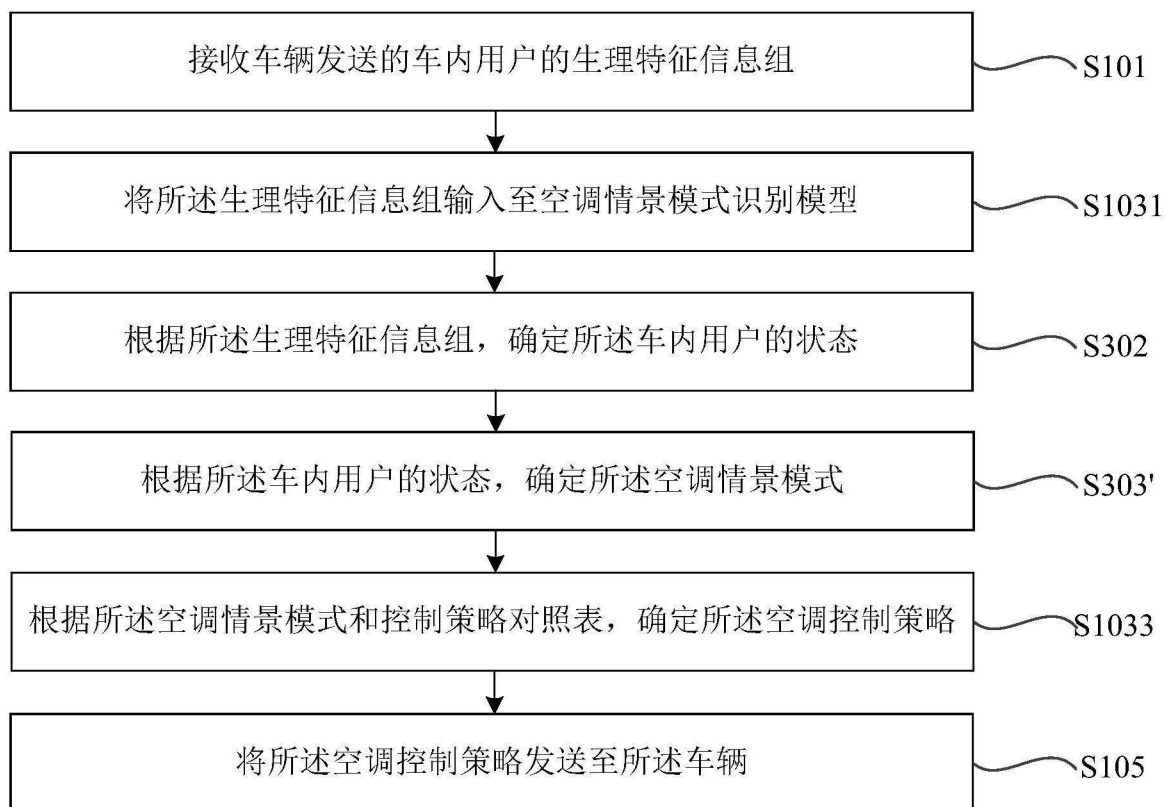 接收车辆发送的车内用户的生理特征信息组
S101
将所述生理特征信息组输入至空调情景模式识别模型
S1031
根据所述生理特征信息组，确定所述车内用户的状态
S302
根据所述车内用户的状态，确定所述空调情景模式
S303'
根据所述空调情景模式和控制策略对照表，确定所述空调控制策略
S1033
将所述空调控制策略发送至所述车辆
S105